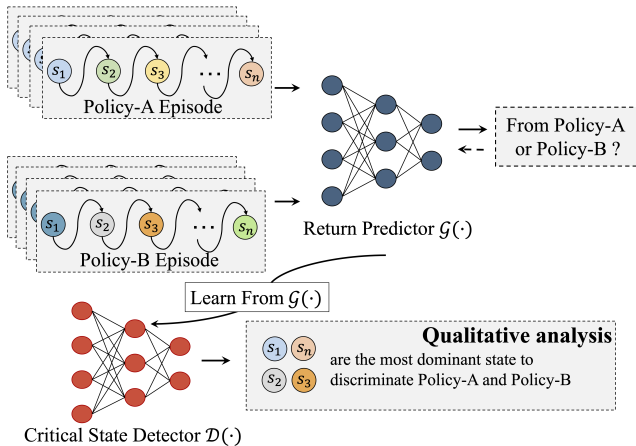 s1 s2 s3 ... sn
Policy-A Episode
From Policy-A
or Policy-B ?
s1 s2 s3 ... sn
Policy-B Episode
Return Predictor 𝒢(·)
Learn From 𝒢(·)
Qualitative analysis
s1 sn
are the most dominant state to
s2 s3
discriminate Policy-A and Policy-B
Critical State Detector 𝒟(·)